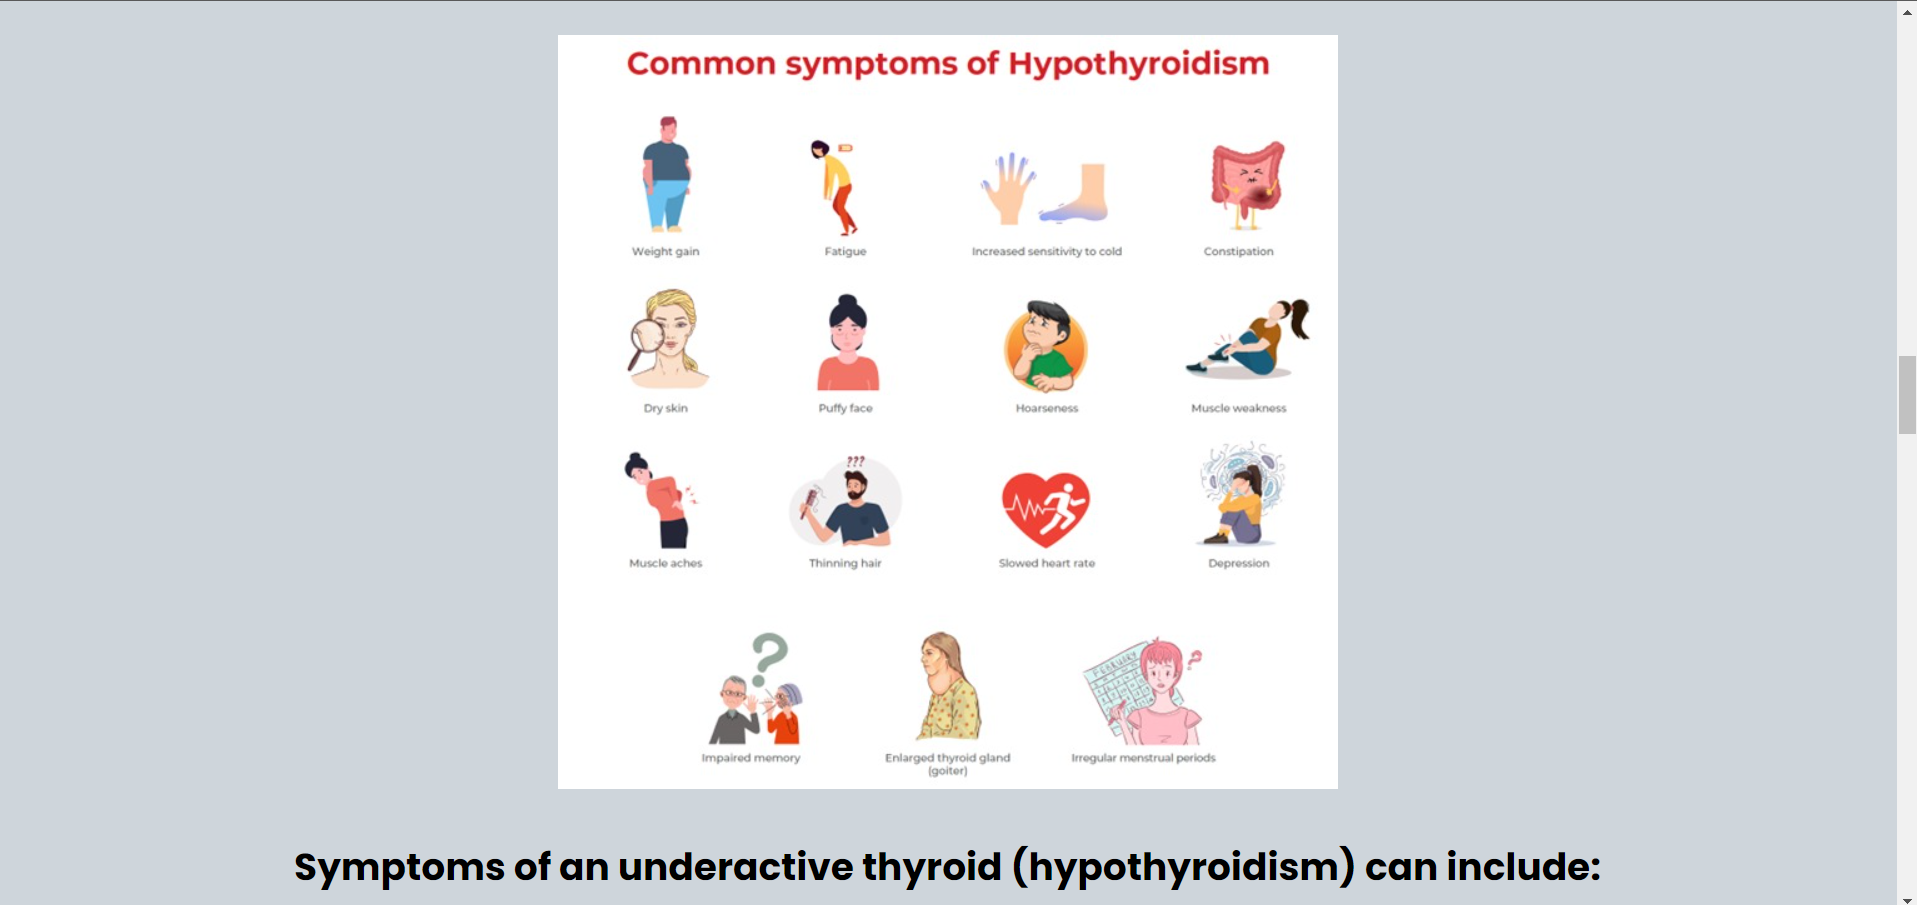 Common symptoms of Hypothyroidism
Weight gain
Fatigue
Increased sensitivity to cold
Constipation
Dry skin
Puffy face
Hoarseness
Muscle weakness
???
Muscle aches
Thinning hair
Slowed heart rate
Depression
?
FEBRUARY
?
Impaired memory
Enlarged thyroid gland
(goiter)
Irregular menstrual periods
Symptoms of an underactive thyroid (hypothyroidism) can include: